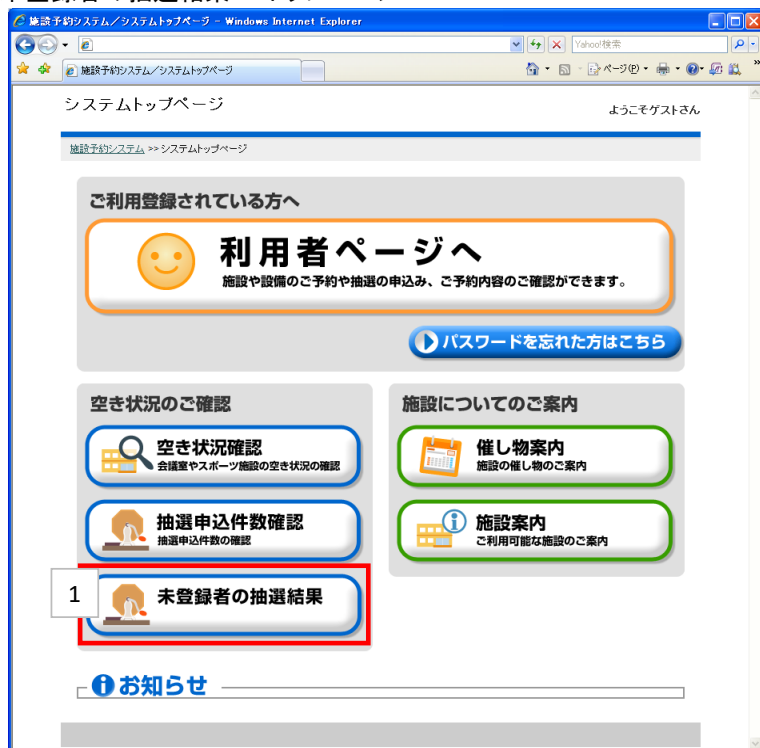 施設予約システム／システムトップページ - Windows Internet Explorer
Yahoo!検索
施設予約システム／システムトップページ
ページ(P)
システムトップページ
ようこそゲストさん
施設予約システム >> システムトップページ
ご利用登録されている方へ
利用者ページへ
施設や設備のご予約や抽選の申込み、ご予約内容のご確認ができます。
パスワードを忘れた方はこちら
空き状況のご確認
空き状況確認
会議室やスポーツ施設の空き状況の確認
抽選申込件数確認
抽選申込件数の確認
1
未登録者の抽選結果
施設についてのご案内
催し物案内
施設の催し物のご案内
施設案内
ご利用可能な施設のご案内
お知らせ